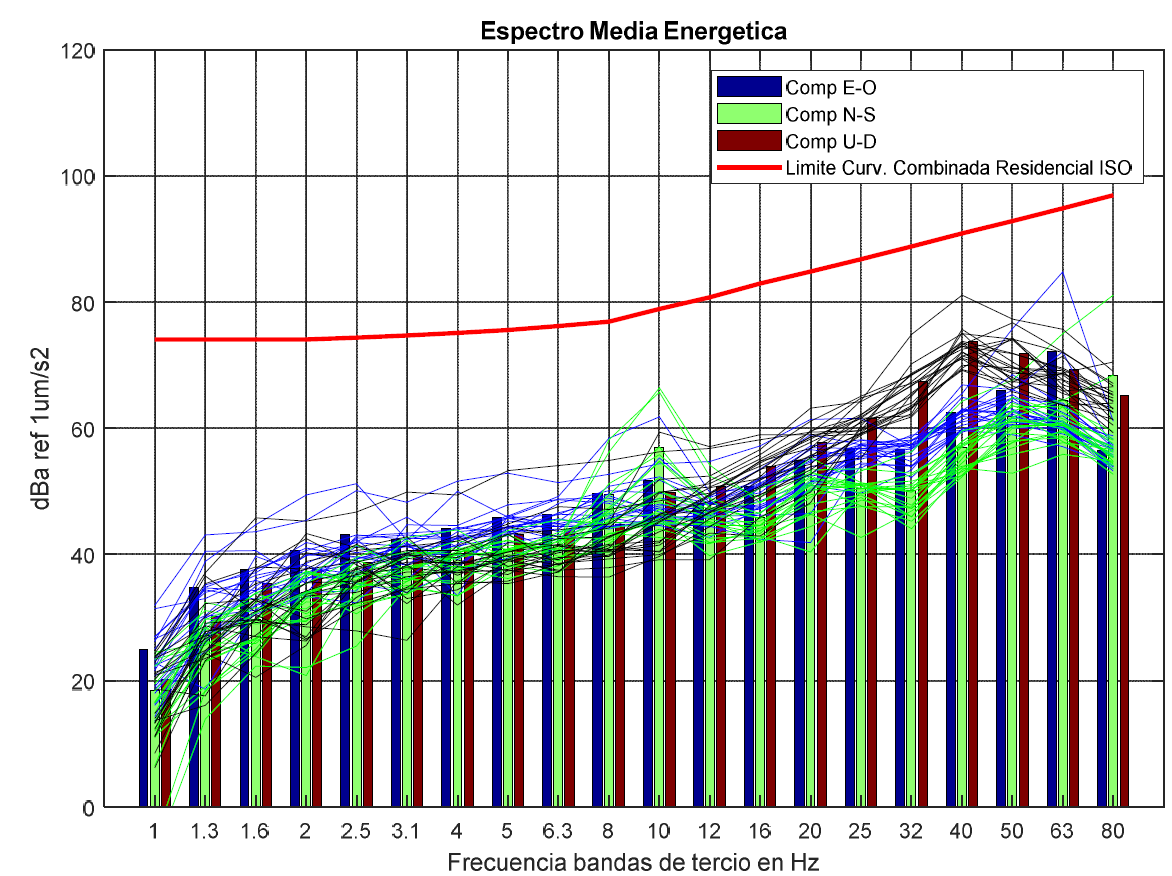 Espectro Media Energetica
120
100
80
60
40
20
0
dBa ref 1um/s2
Comp E-O
Comp N-S
Comp U-D
Limite Curv. Combinada Residencial ISO
1 1.3 1.6 2 2.5 3.1 4 5 6.3 8 10 12 16 20 25 32 40 50 63 80
Frecuencia bandas de tercio en Hz